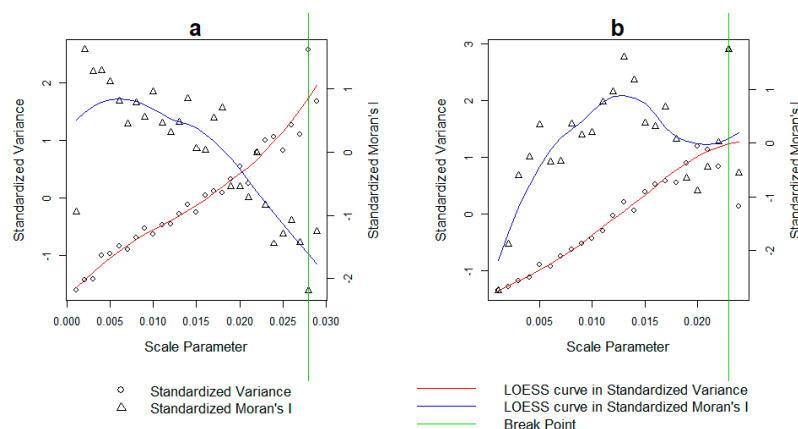 a
b
Standardized Variance
2
1
0
-1
1
0
-1
-2
Standardized Moran's I
0.000 0.005 0.010 0.015 0.020 0.025 0.030
Scale Parameter
Standardized Variance
3
2
1
0
-1
1
0
-1
-2
Standardized Moran's I
0.005 0.010 0.015 0.020
Scale Parameter
Standardized Variance
Standardized Moran's I
LOESS curve in Standardized Variance
LOESS curve in Standardized Moran's I
Break Point